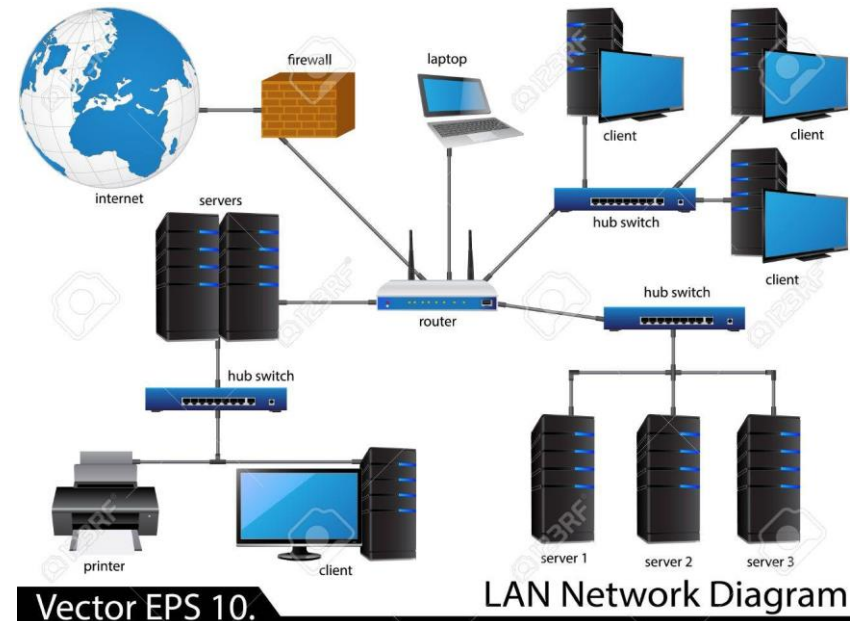 firewall
laptop
client
client
internet
servers
hub switch
client
router
hub switch
hub switch
printer
client
server 1
server 2
server 3
LAN Network Diagram
Vector EPS 10.
123RF